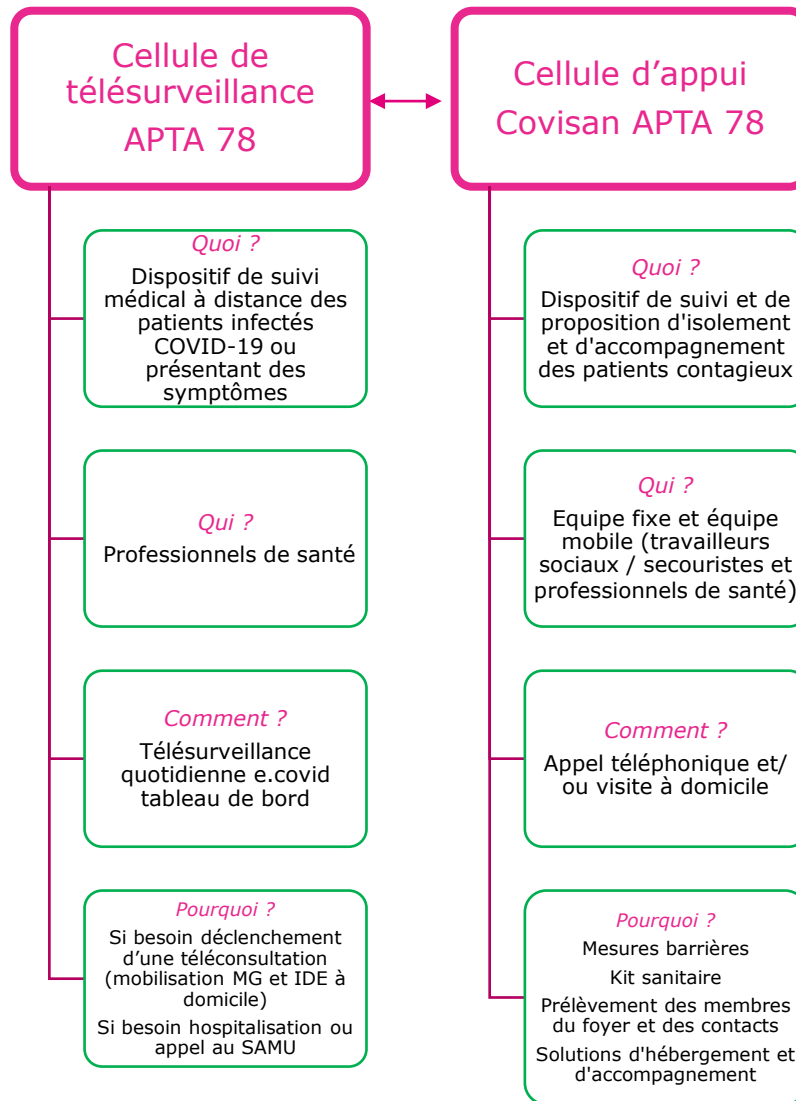 Cellule de
télésurveillance
APTA 78
Quoi ?
Dispositif de suivi
médical à distance des
patients infectés
COVID-19 ou
présentant des
symptômes
Qui ?
Professionnels de santé
Comment ?
Télésurveillance
quotidienne e.covid
tableau de bord
Pourquoi ?
Si besoin déclenchement
d’une téléconsultation
(mobilisation MG et IDE à
domicile)
Si besoin hospitalisation ou
appel au SAMU
Cellule d’appui
Covisan APTA 78
Quoi ?
Dispositif de suivi et de
proposition d'isolement
et d'accompagnement
des patients contagieux
Qui ?
Equipe fixe et équipe
mobile (travailleurs
sociaux / secouristes et
professionnels de santé)
Comment ?
Appel téléphonique et/
ou visite à domicile
Pourquoi ?
Mesures barrières
Kit sanitaire
Prélèvement des membres
du foyer et des contacts
Solutions d'hébergement et
d'accompagnement